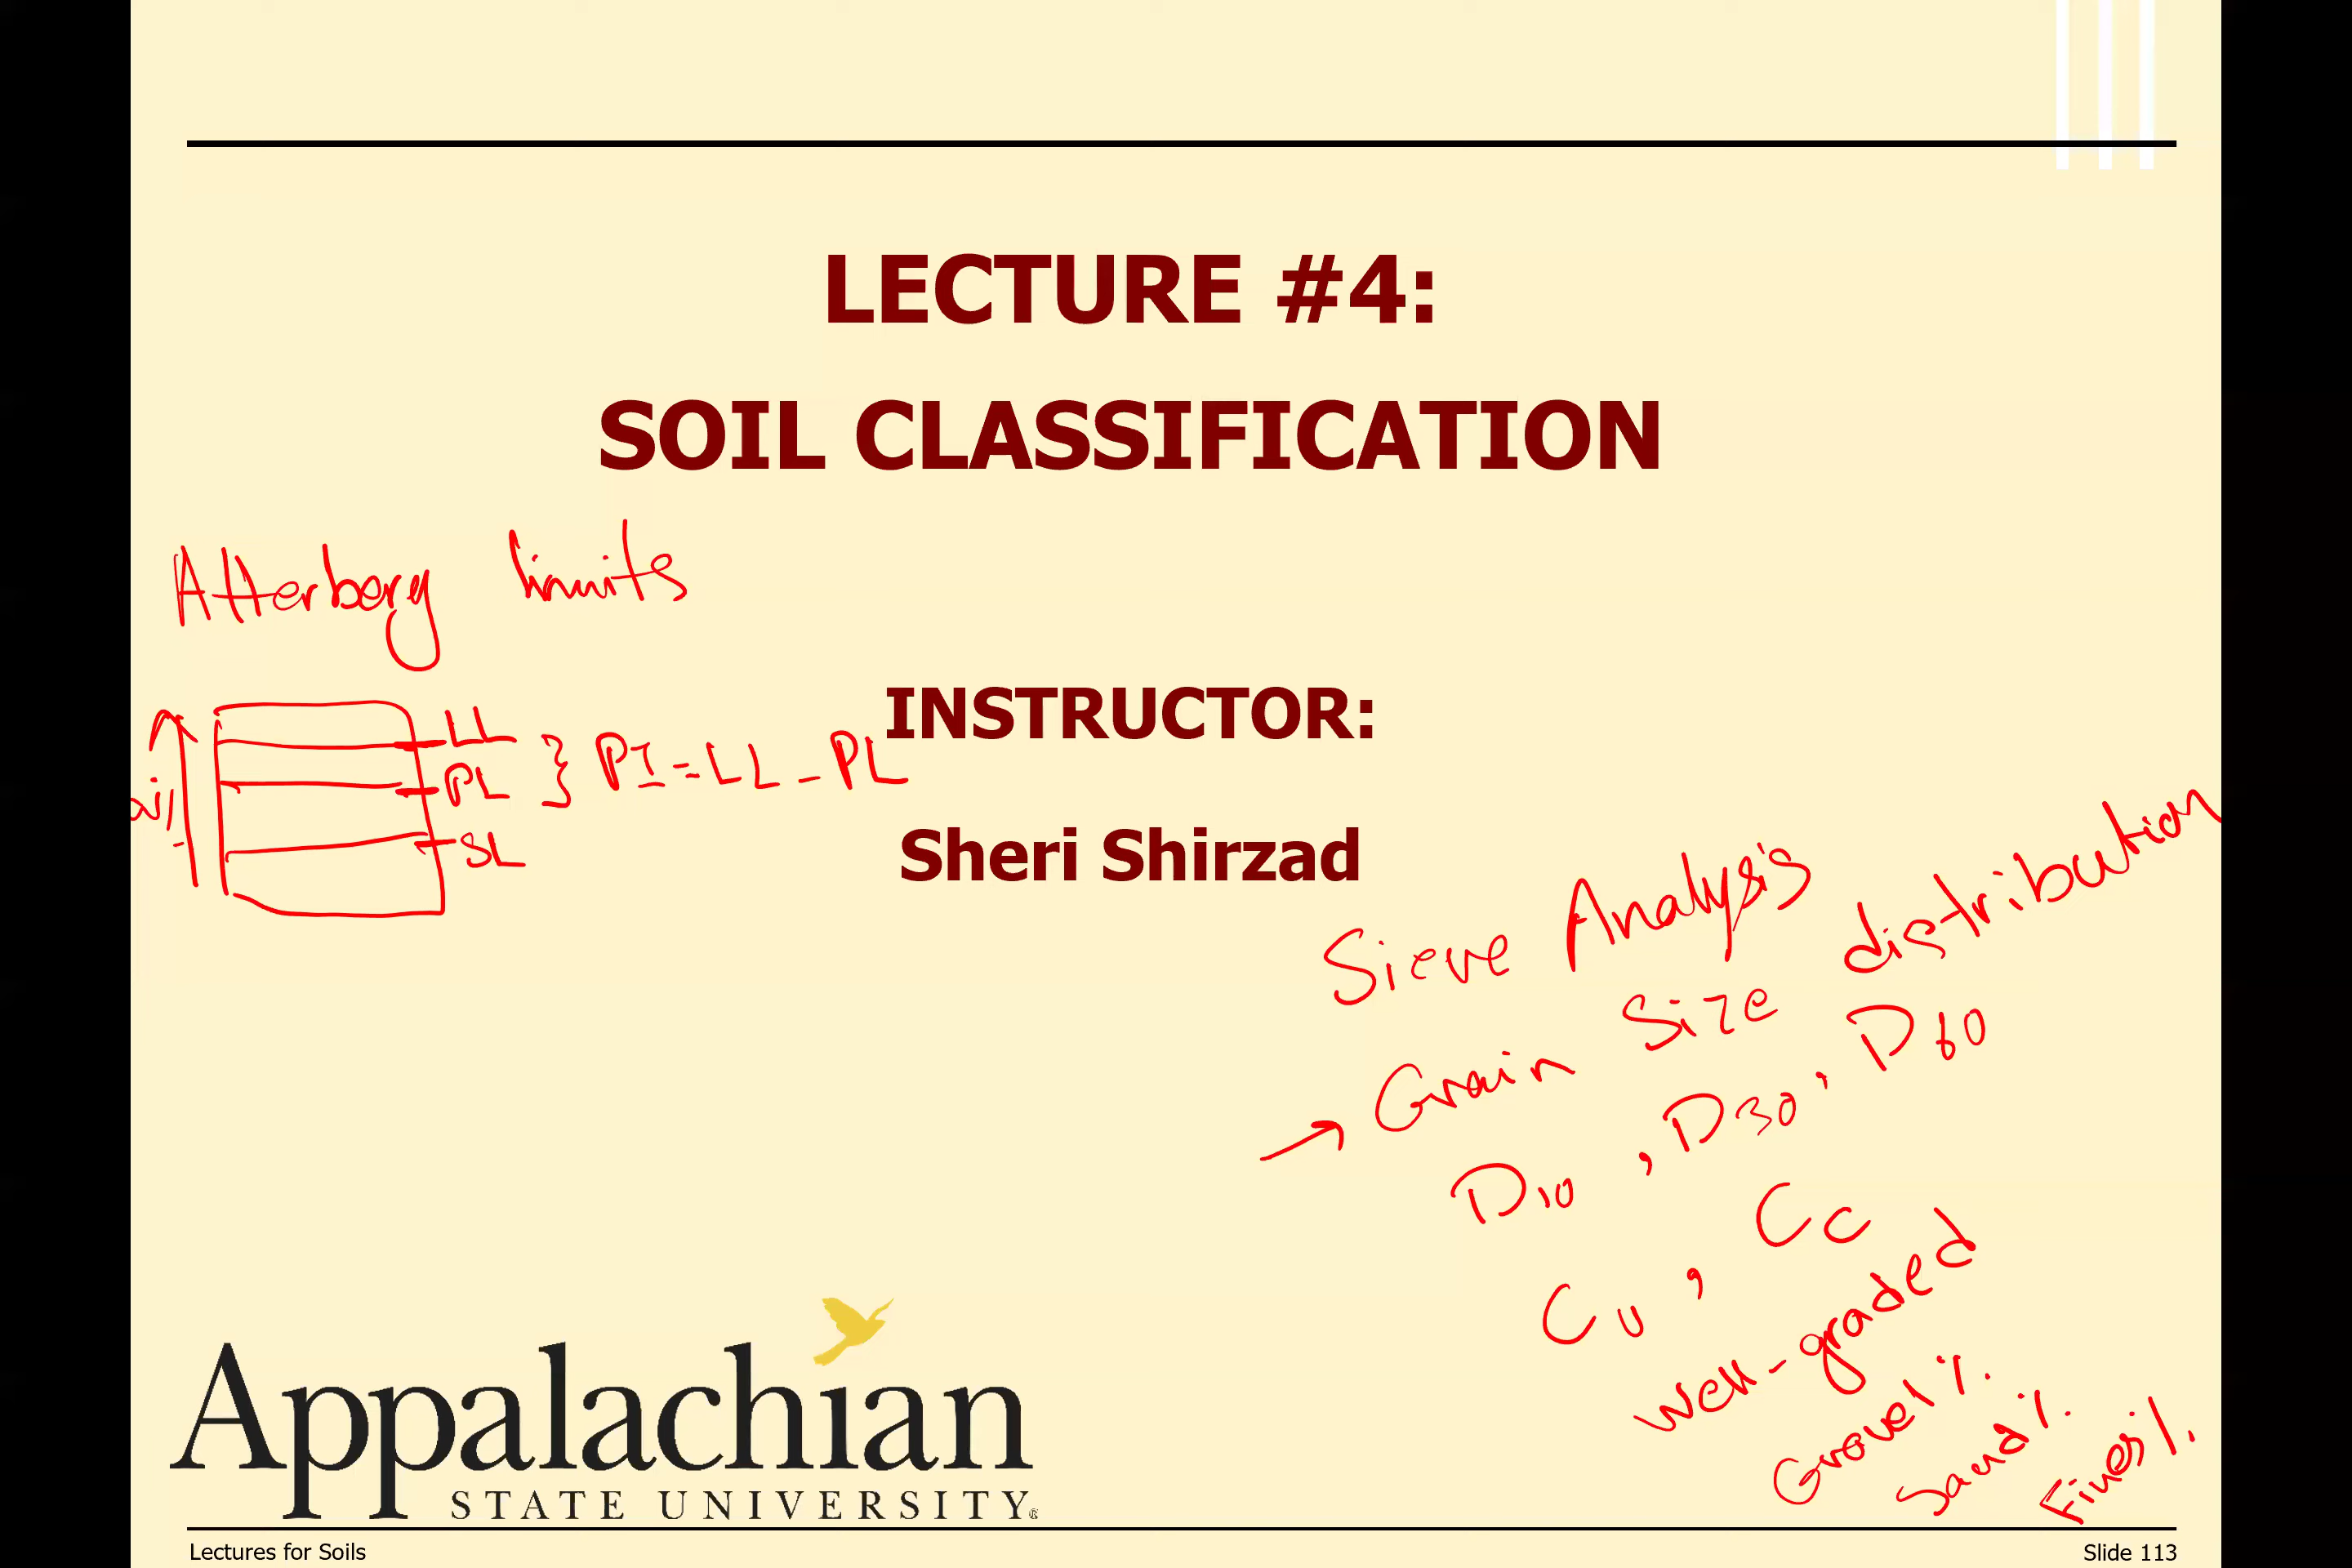 LECTURE #4:
SOIL CLASSIFICATION
Atterberg limits
LL
PL } PI = LL - PL
SL
INSTRUCTOR:
Sheri Shirzad
Sieve Analysis
→ Grain Size distribution
D10 , D30 , D60
Cu , Cc
Well-graded
Gravel %
Sand %
Fines %
Appalachian
STATE UNIVERSITY®
Lectures for Soils
Slide 113